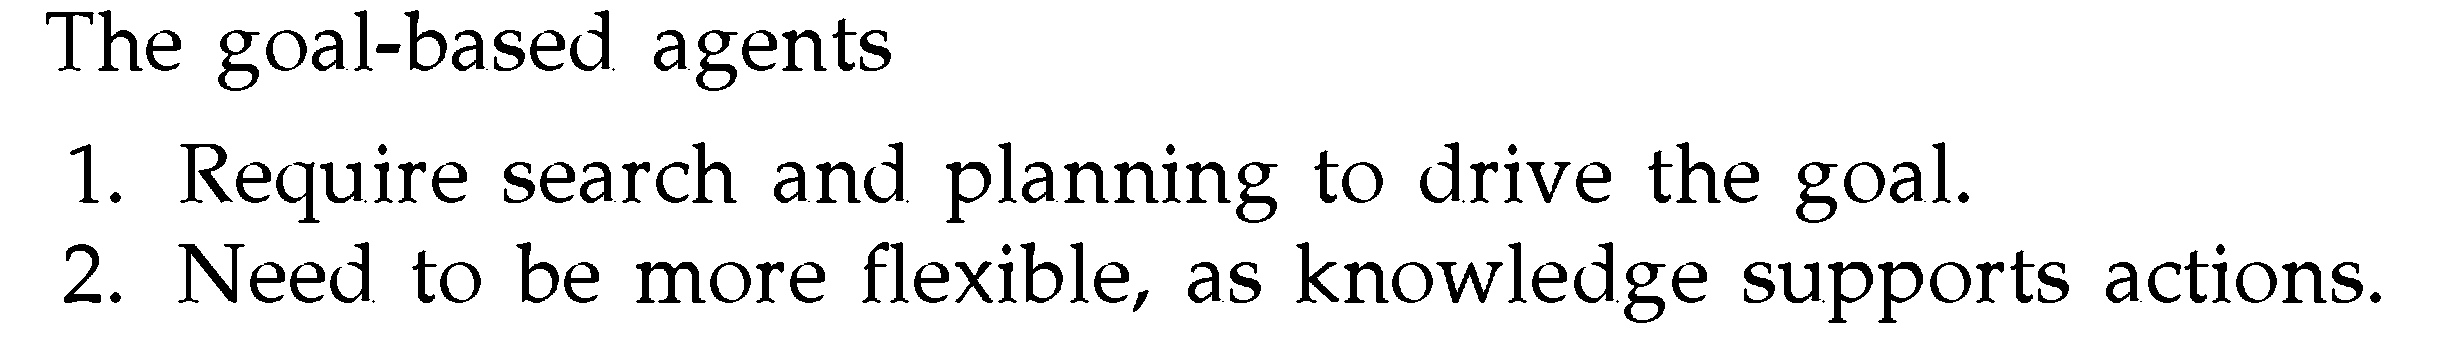 The goal-based agents
1. Require search and planning to drive the goal.
2. Need to be more flexible, as knowledge supports actions.